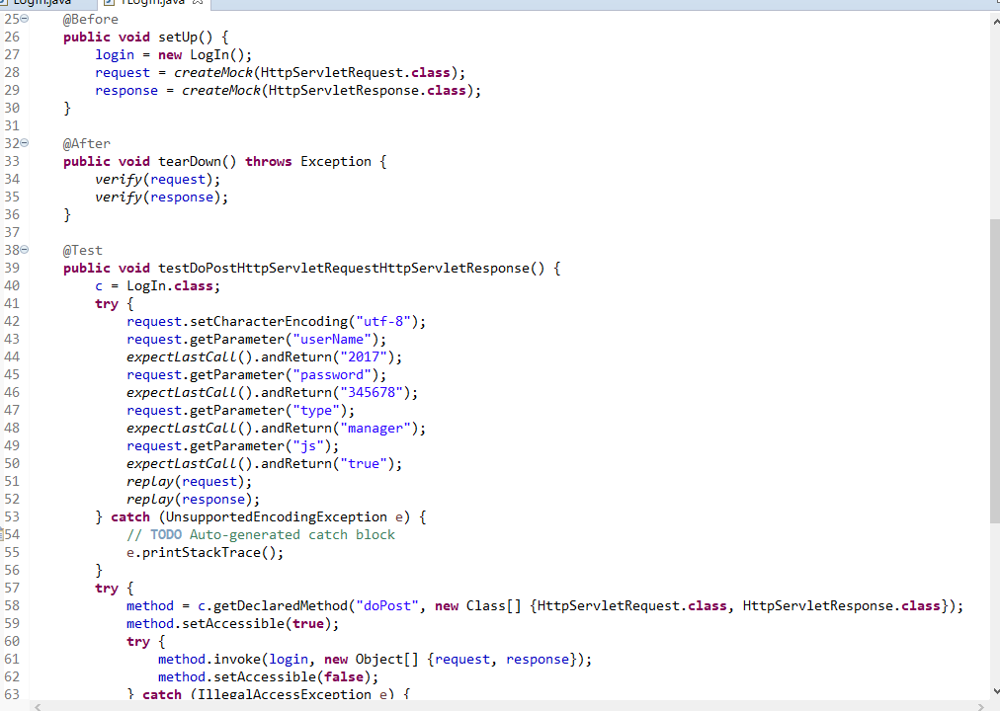 LogIn.java TLogIn.java
25 @Before
26 public void setUp() {
27 login = new LogIn();
28 request = createMock(HttpServletRequest.class);
29 response = createMock(HttpServletResponse.class);
30 }
31
32 @After
33 public void tearDown() throws Exception {
34 verify(request);
35 verify(response);
36 }
37
38 @Test
39 public void testDoPostHttpServletRequestHttpServletResponse() {
40 c = LogIn.class;
41 try {
42 request.setCharacterEncoding("utf-8");
43 request.getParameter("userName");
44 expectLastCall().andReturn("2017");
45 request.getParameter("password");
46 expectLastCall().andReturn("345678");
47 request.getParameter("type");
48 expectLastCall().andReturn("manager");
49 request.getParameter("js");
50 expectLastCall().andReturn("true");
51 replay(request);
52 replay(response);
53 } catch (UnsupportedEncodingException e) {
54 // TODO Auto-generated catch block
55 e.printStackTrace();
56 }
57 try {
58 method = c.getDeclaredMethod("doPost", new Class[] {HttpServletRequest.class, HttpServletResponse.class});
59 method.setAccessible(true);
60 try {
61 method.invoke(login, new Object[] {request, response});
62 method.setAccessible(false);
63 } catch (IllegalAccessException e) {